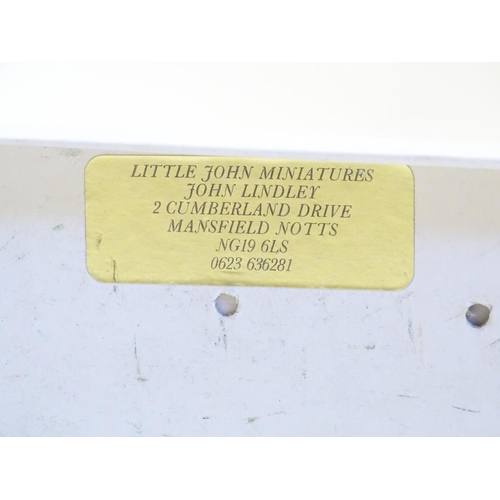 LITTLE JOHN MINIATURES
JOHN LINDLEY
2 CUMBERLAND DRIVE
MANSFIELD NOTTS
NG19 6LS
0623 636281